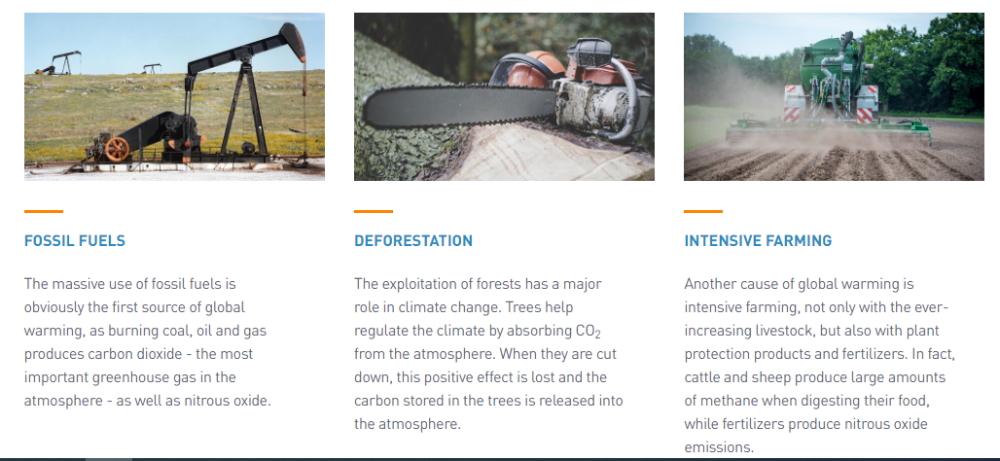 FOSSIL FUELS
The massive use of fossil fuels is
obviously the first source of global
warming, as burning coal, oil and gas
produces carbon dioxide - the most
important greenhouse gas in the
atmosphere - as well as nitrous oxide.
DEFORESTATION
The exploitation of forests has a major
role in climate change. Trees help
regulate the climate by absorbing CO₂
from the atmosphere. When they are cut
down, this positive effect is lost and the
carbon stored in the trees is released into
the atmosphere.
INTENSIVE FARMING
Another cause of global warming is
intensive farming, not only with the ever-
increasing livestock, but also with plant
protection products and fertilizers. In fact,
cattle and sheep produce large amounts
of methane when digesting their food,
while fertilizers produce nitrous oxide
emissions.